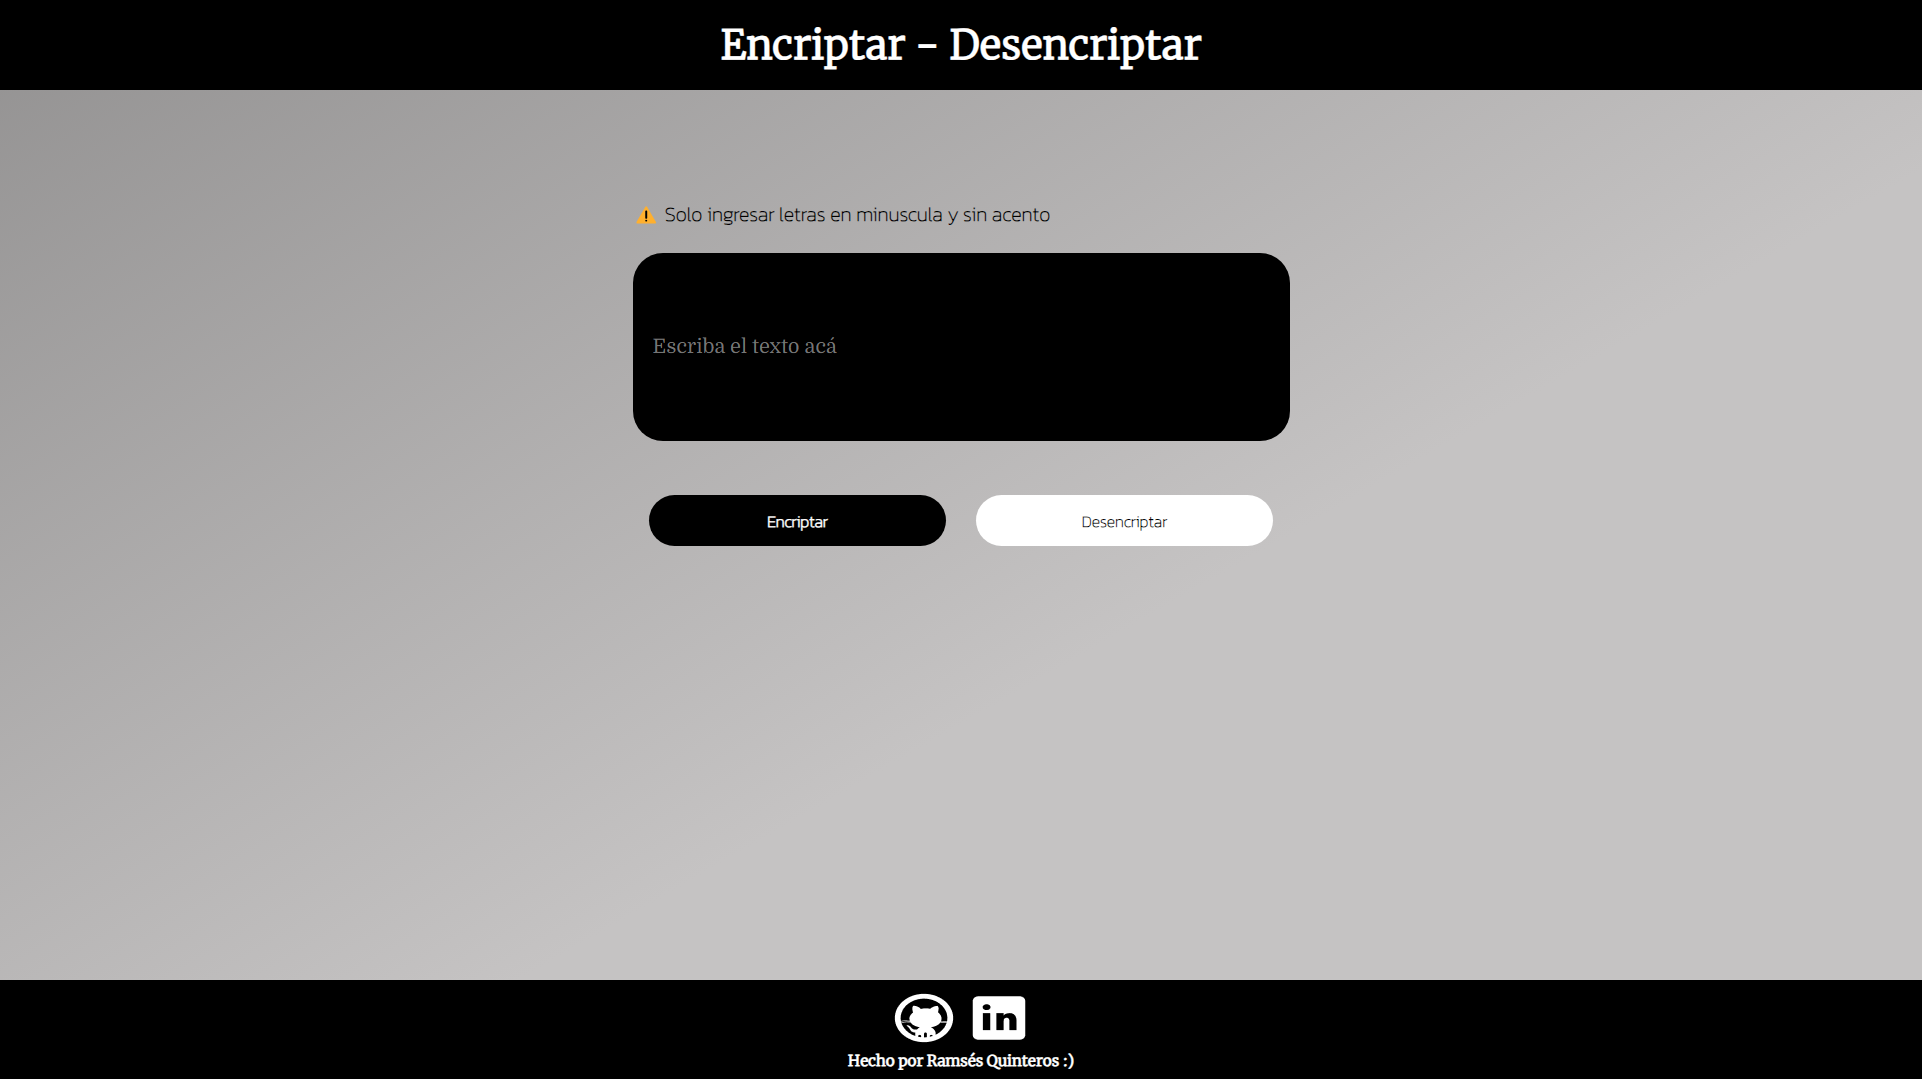 Encriptar - Desencriptar
⚠ Solo ingresar letras en minuscula y sin acento
Escriba el texto acá
Encriptar
Desencriptar
in
Hecho por Ramsés Quinteros :)